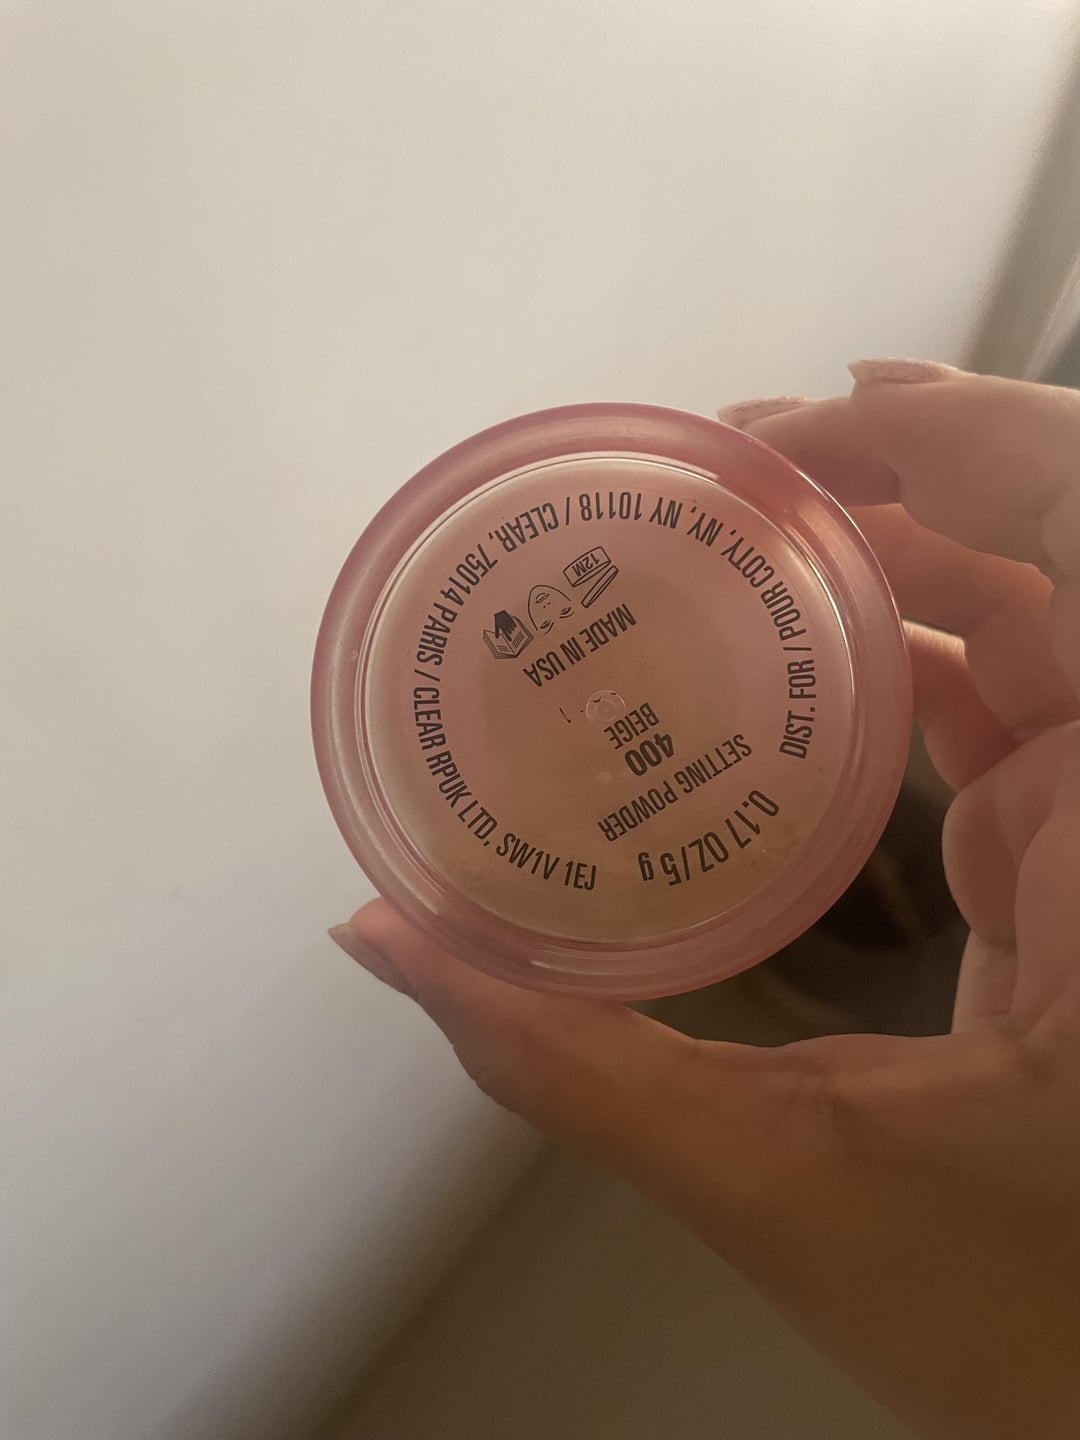 DIST. FOR / POUR COTY, NY, NY 10118 / CLEAR, 75014 PARIS / CLEAR RPUK LTD, SW1V 1EJ
0.17 OZ/5 g
SETTING POWDER
400
BEIGE
MADE IN USA
12M
1